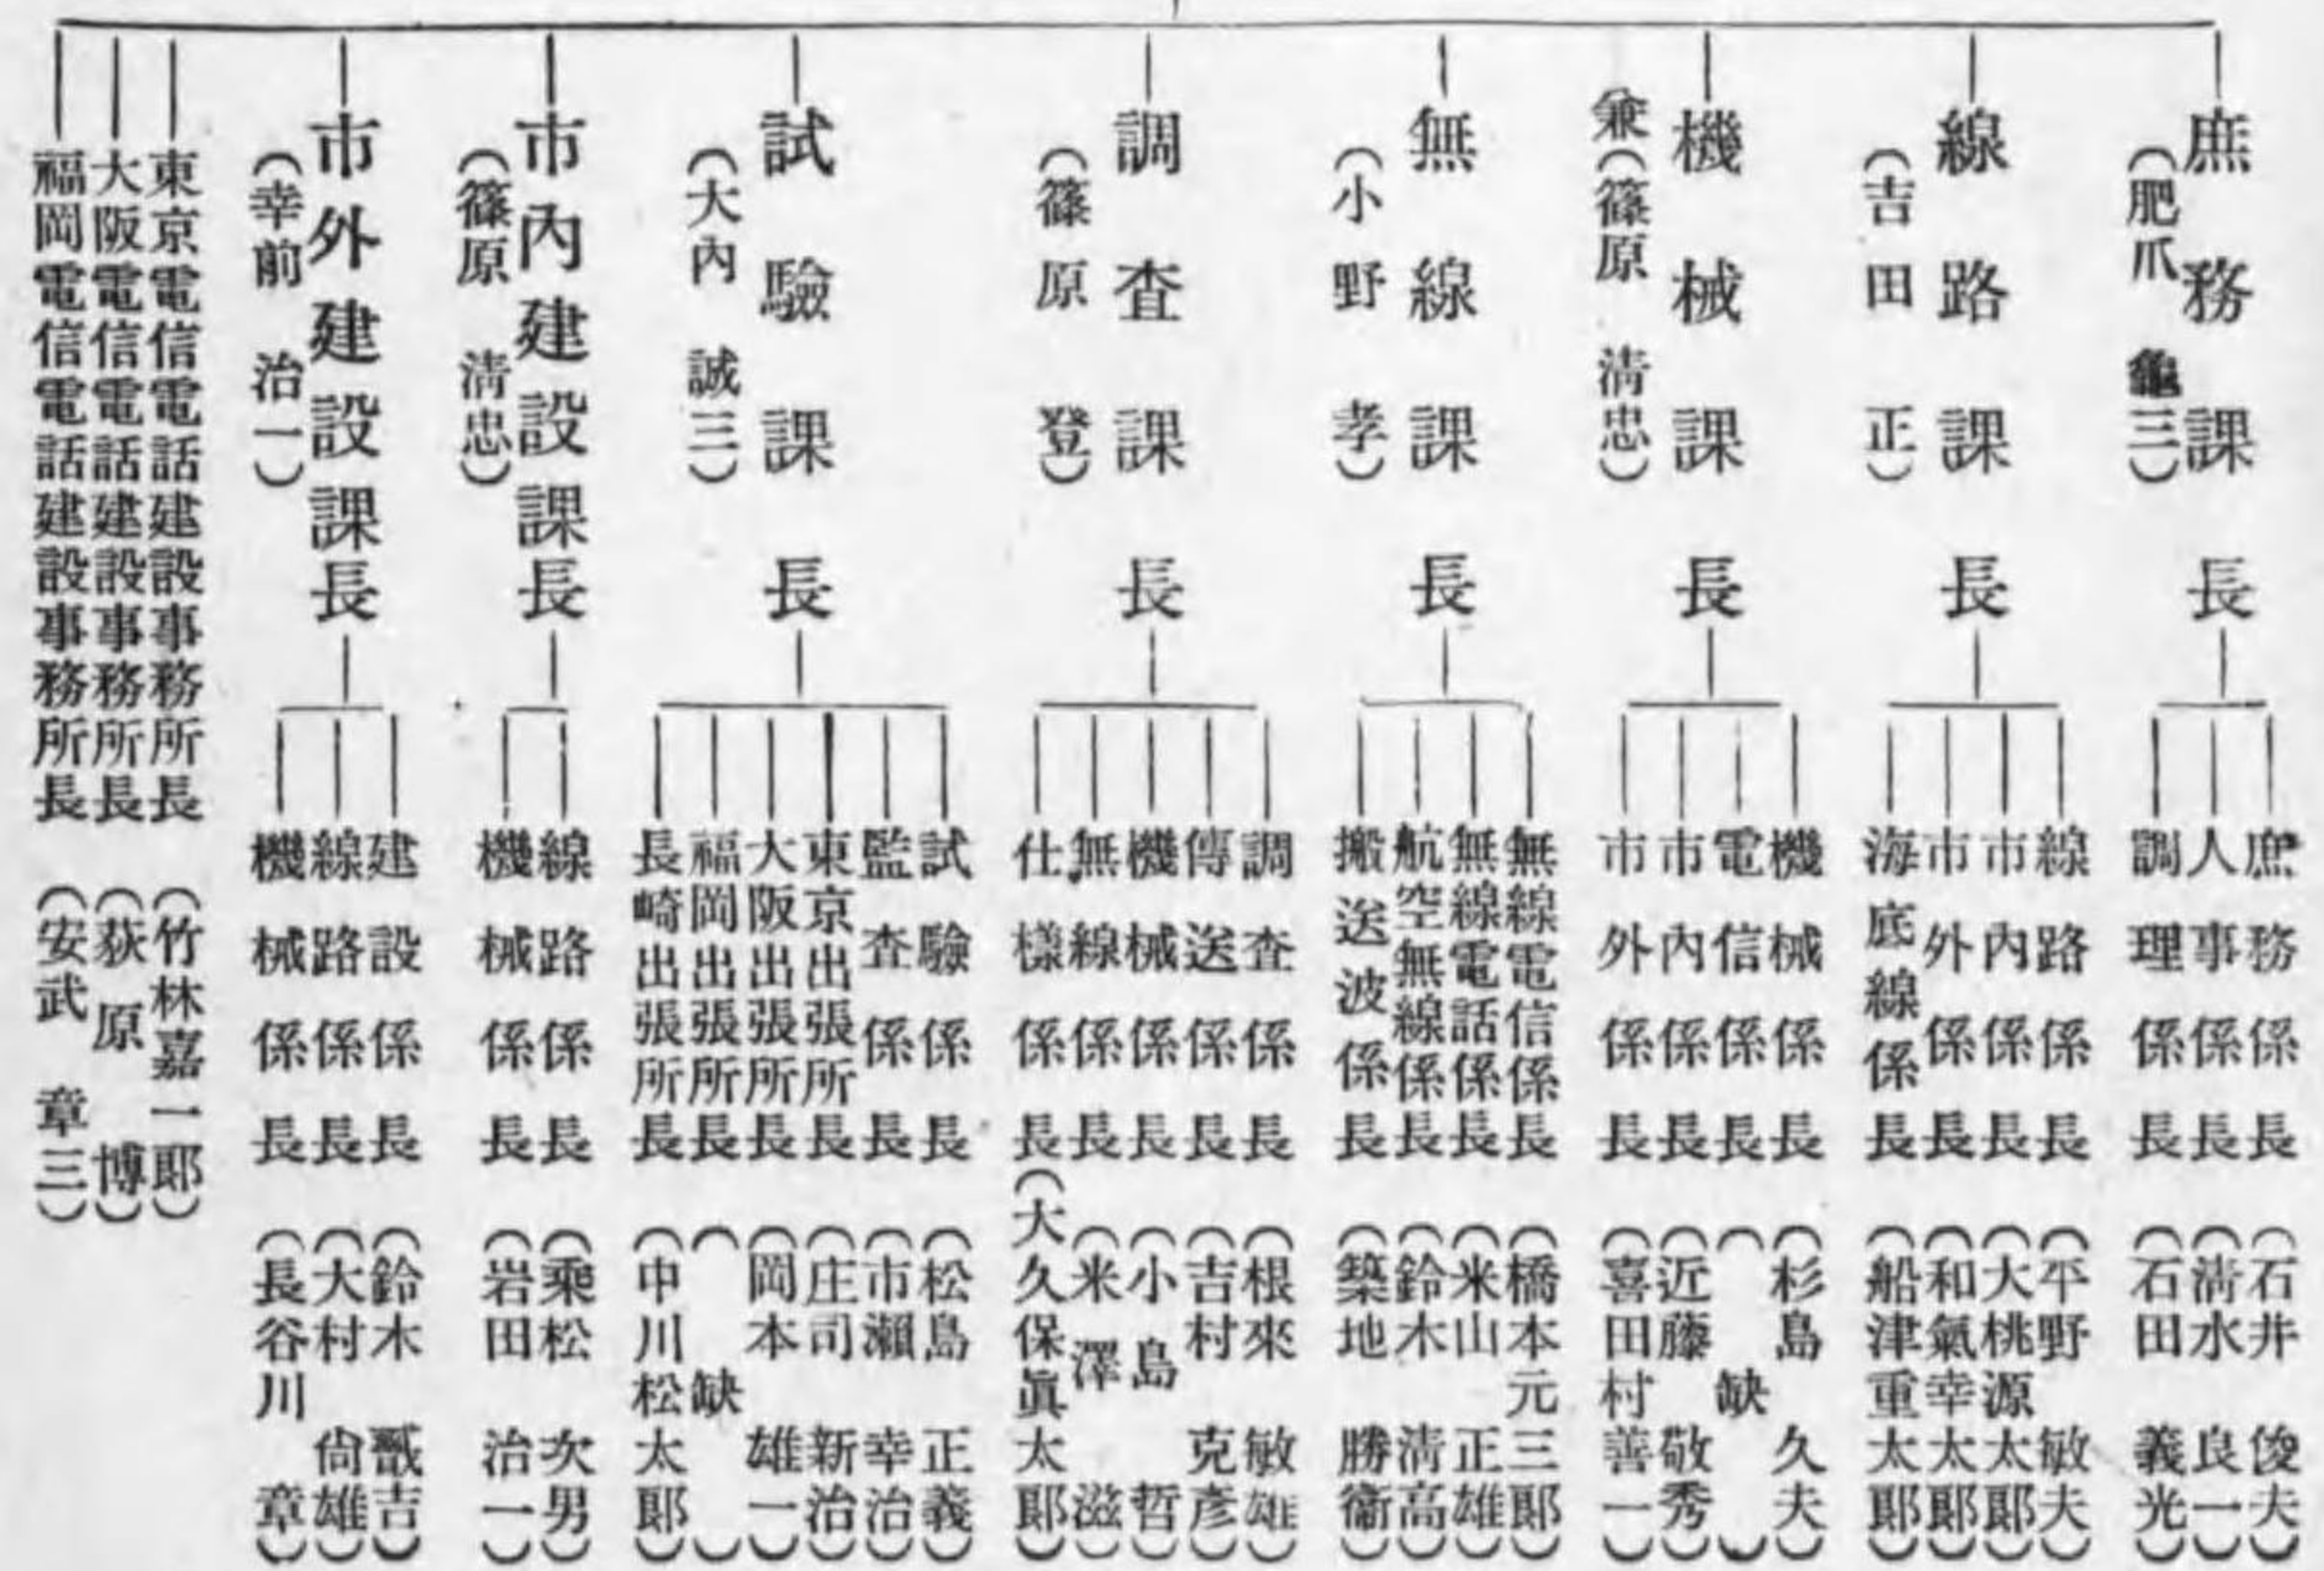 庶務課長
(肥爪龜三)
庶務係長(石井俊夫)
人事係長(淸水良一)
調理係長(石田義光)
線路課長
(吉田正)
線路係長(平野敏夫)
市內係長(大桃源太郞)
市外係長(和氣幸太郞)
海底線係長(船津重太郞)
機械課長
兼(篠原淸忠)
機械係長(杉島久夫)
電信係長(缺)
市內係長(近藤敬秀)
市外係長(喜田村善一)
無線課長
(小野孝)
無線電信係長(橋本元三郞)
無線電話係長(米山正雄)
航空無線係長(鈴木淸高)
搬送波係長(築地勝衞)
調査課長
(篠原登)
調査係長(根來敏雄)
傳送係長(吉村克彥)
機械係長(小島哲)
無線係長(米澤滋)
仕樣係長(大久保眞太郞)
試驗課長
(大內誠三)
試驗係長(松島正義)
監査係長(市瀨幸治)
東京出張所長(庄司新治)
大阪出張所長(岡本雄一)
福岡出張所長(缺)
長崎出張所長(中川松太郞)
市內建設課長
(篠原淸忠)
線路係長(乘松次男)
機械係長(岩田治一)
市外建設課長
(幸前治一)
建設係長(鈴木吉)
線路係長(大村尙雄)
機械係長(長谷川章)
東京電信電話建設事務所長(竹林嘉一郞)
大阪電信電話建設事務所長(荻原博)
福岡電信電話建設事務所長(安武章三)